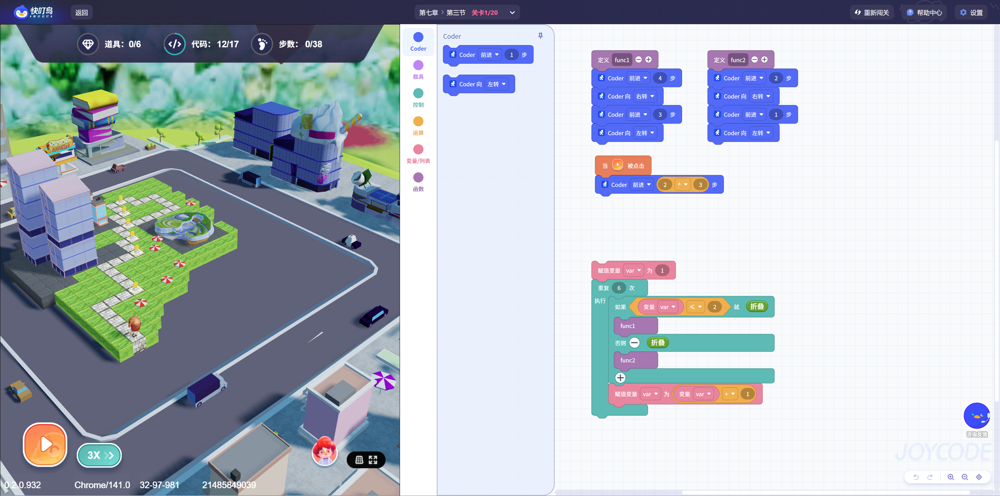 快叮鸟
腾讯扣叮
返回
第七章 > 第三节 关卡1/20
重新闯关
帮助中心
设置
道具：0/6
代码：12/17
步数：0/38
HAMBURGE
3X
0.2.0.932
Chrome/141.0
32-97-981
21485849039
Coder
载具
控制
运算
变量/列表
函数
Coder
Coder 前进 1 步
Coder 向 左转
定义 func1
Coder 前进 4 步
Coder 向 右转
Coder 前进 3 步
Coder 向 左转
定义 func2
Coder 前进 2 步
Coder 向 右转
Coder 前进 1 步
Coder 向 左转
当 被点击
Coder 前进 2 ^ 3 步
赋值变量 var 为 1
重复 6 次
执行
如果 变量 var ≤ 2 就 折叠
func1
否则 折叠
func2
赋值变量 var 为 变量 var + 1
咨询反馈
JOYCODE